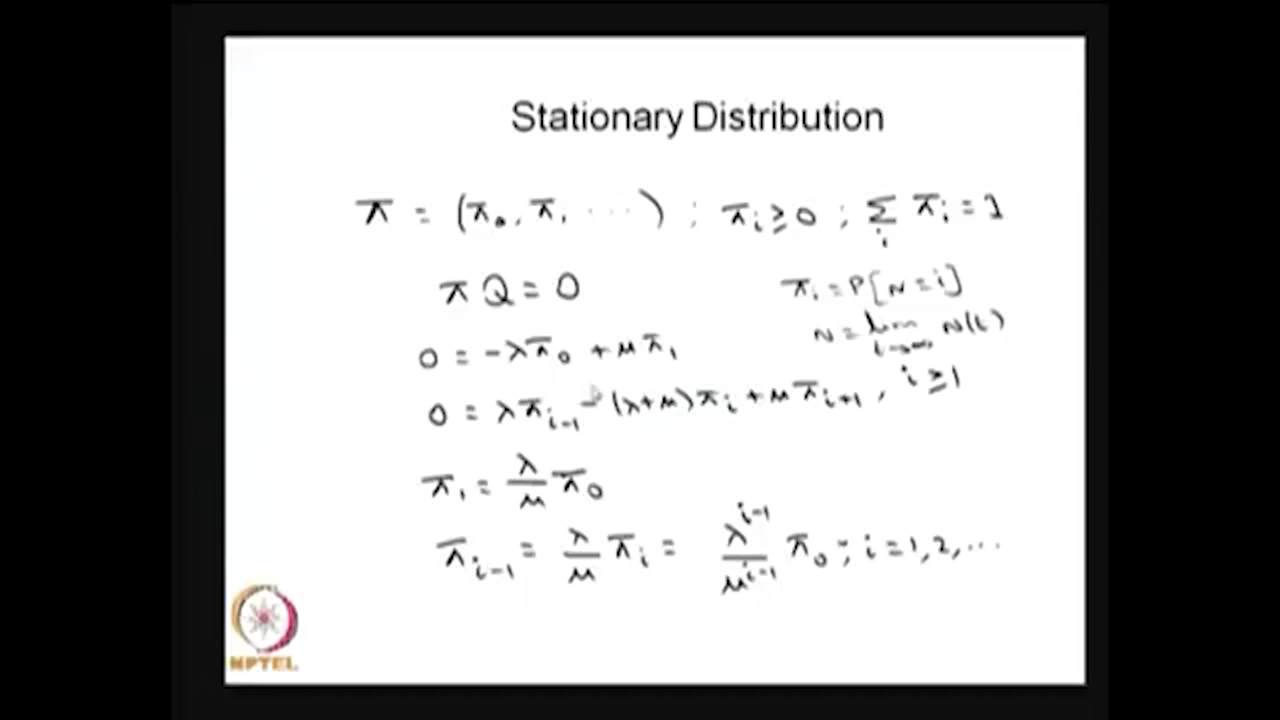 Stationary Distribution
π = (π₀, π₁ ...) ; πᵢ ≥ 0 ; Σᵢ πᵢ = 1
π Q = 0
πᵢ = P[N = i]
N = lim t→∞ N(t)
0 = -λπ₀ + μπ₁
0 = λπᵢ₋₁ - (λ+μ)πᵢ + μπᵢ₊₁ , i ≥ 1
π₁ = λ/μ π₀
πᵢ₋₁ = λ/μ πᵢ = λ^(i-1)/μ^(i-1) π₀ ; i = 1, 2, ...
NPTEL